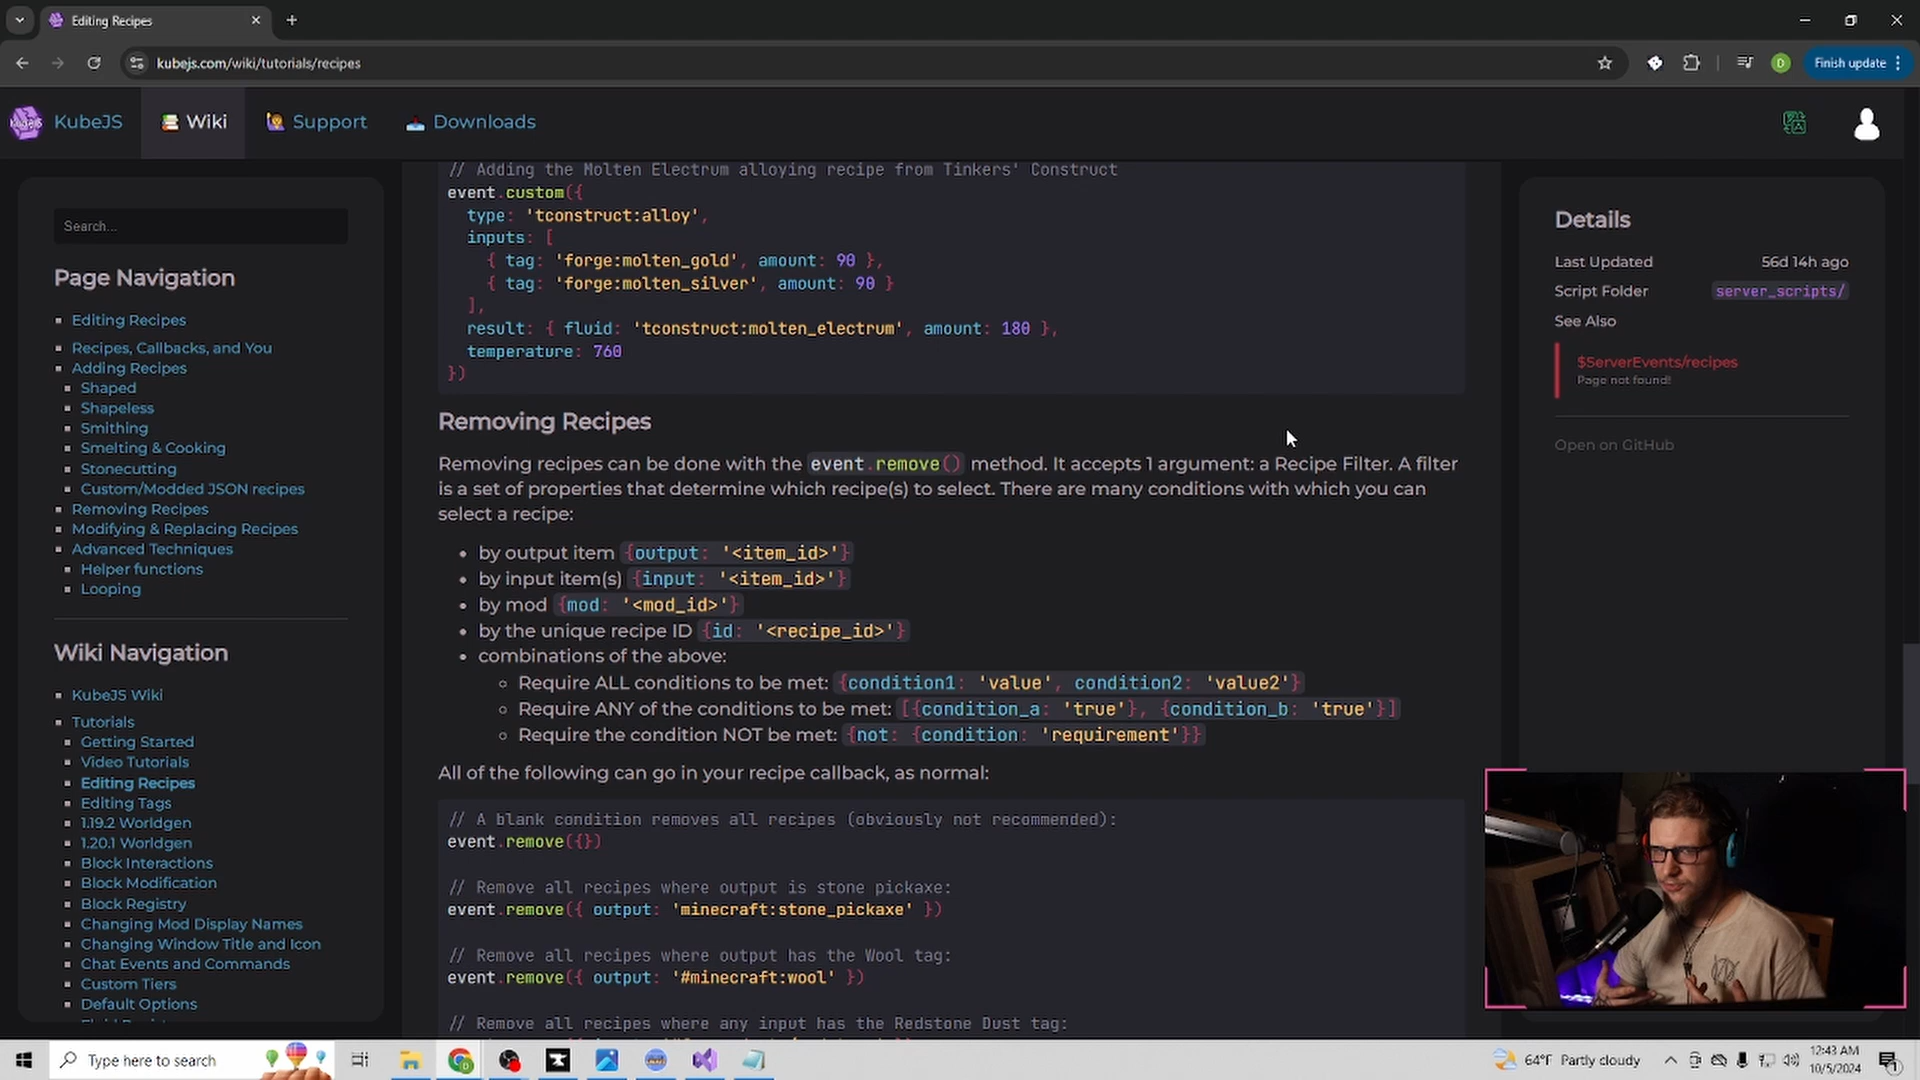 Editing Recipes
kubejs.com/wiki/tutorials/recipes
Finish update
KubeJS
Wiki
Support
Downloads
Search...
Page Navigation
Editing Recipes
Recipes, Callbacks, and You
Adding Recipes
Shaped
Shapeless
Smithing
Smelting & Cooking
Stonecutting
Custom/Modded JSON recipes
Removing Recipes
Modifying & Replacing Recipes
Advanced Techniques
Helper functions
Looping
Wiki Navigation
KubeJS Wiki
Tutorials
Getting Started
Video Tutorials
Editing Recipes
Editing Tags
1.19.2 Worldgen
1.20.1 Worldgen
Block Interactions
Block Modification
Block Registry
Changing Mod Display Names
Changing Window Title and Icon
Chat Events and Commands
Custom Tiers
Default Options
// Adding the Molten Electrum alloying recipe from Tinkers' Construct
event.custom({
type: 'tconstruct:alloy',
inputs: [
{ tag: 'forge:molten_gold', amount: 90 },
{ tag: 'forge:molten_silver', amount: 90 }
],
result: { fluid: 'tconstruct:molten_electrum', amount: 180 },
temperature: 760
})
Removing Recipes
Removing recipes can be done with the event.remove() method. It accepts 1 argument: a Recipe Filter. A filter
is a set of properties that determine which recipe(s) to select. There are many conditions with which you can
select a recipe:
by output item {output: '<item_id>'}
by input item(s) {input: '<item_id>'}
by mod {mod: '<mod_id>'}
by the unique recipe ID {id: '<recipe_id>'}
combinations of the above:
Require ALL conditions to be met: {condition1: 'value', condition2: 'value2'}
Require ANY of the conditions to be met: [{condition_a: 'true'}, {condition_b: 'true'}]
Require the condition NOT be met: {not: {condition: 'requirement'}}
All of the following can go in your recipe callback, as normal:
// A blank condition removes all recipes (obviously not recommended):
event.remove({})
// Remove all recipes where output is stone pickaxe:
event.remove({ output: 'minecraft:stone_pickaxe' })
// Remove all recipes where output has the Wool tag:
event.remove({ output: '#minecraft:wool' })
// Remove all recipes where any input has the Redstone Dust tag:
Details
Last Updated 56d 14h ago
Script Folder server_scripts/
See Also
$ServerEvents/recipes
Page not found!
Open on GitHub
Type here to search
64°F Partly cloudy
12:43 AM
10/5/2024